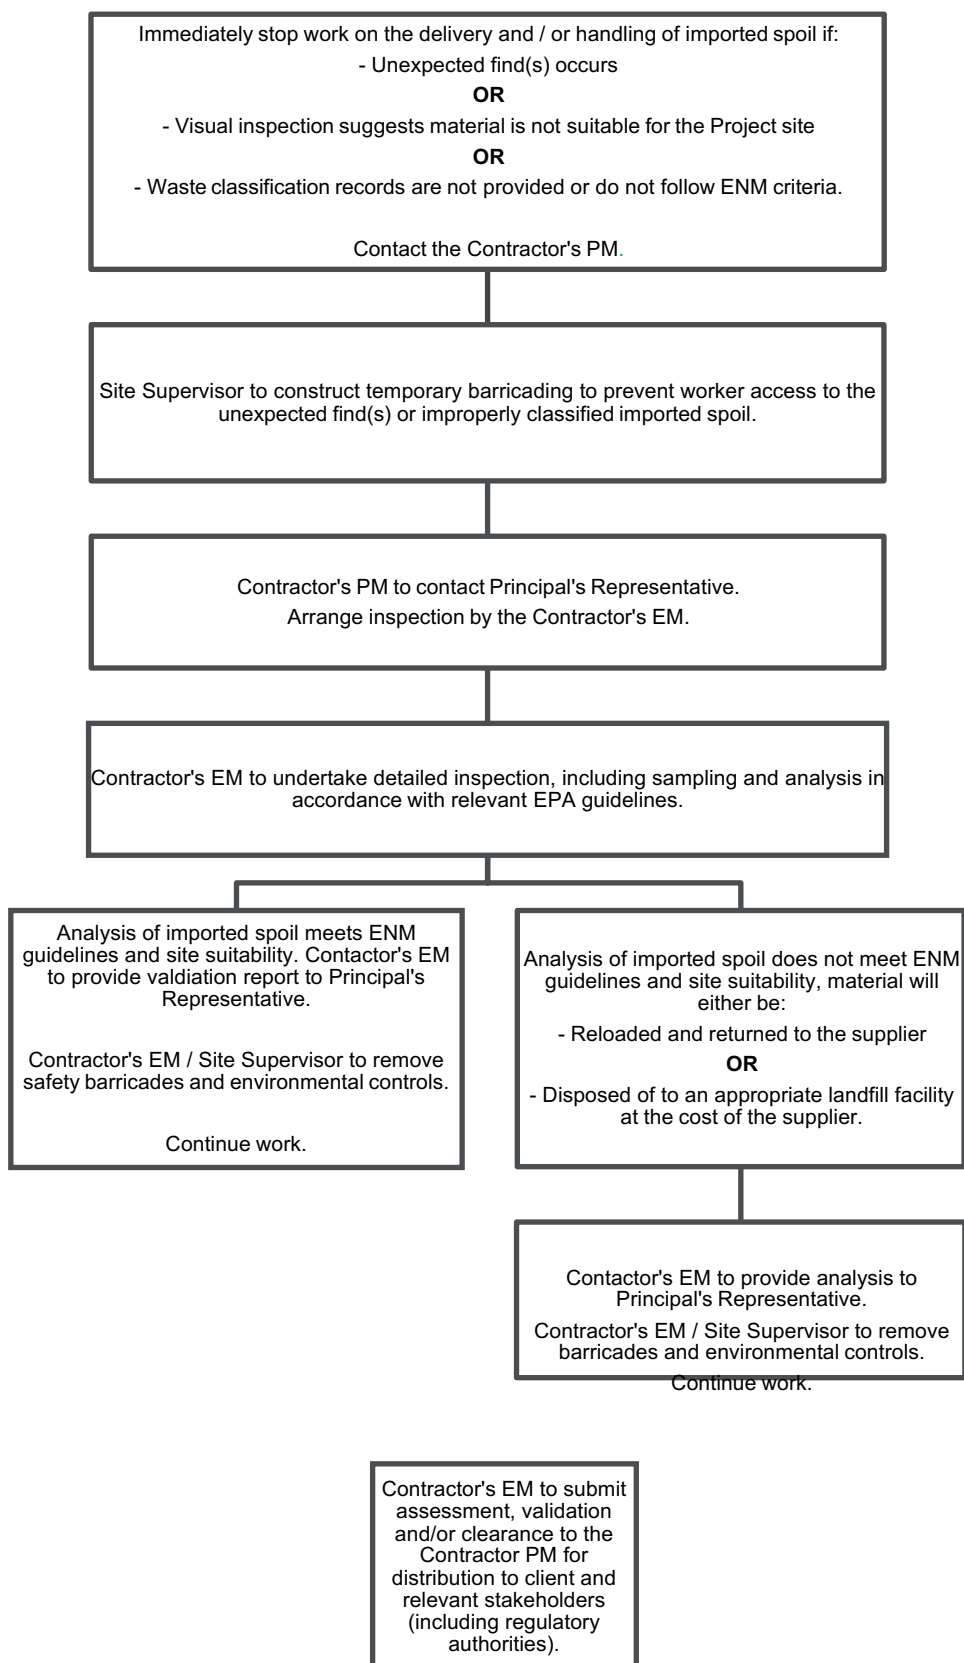 Immediately stop work on the delivery and / or handling of imported spoil if:
- Unexpected find(s) occurs
OR
- Visual inspection suggests material is not suitable for the Project site
OR
- Waste classification records are not provided or do not follow ENM criteria.
Contact the Contractor's PM.
Site Supervisor to construct temporary barricading to prevent worker access to the
unexpected find(s) or improperly classified imported spoil.
Contractor's PM to contact Principal's Representative.
Arrange inspection by the Contractor's EM.
Contractor's EM to undertake detailed inspection, including sampling and analysis in
accordance with relevant EPA guidelines.
Analysis of imported spoil meets ENM
guidelines and site suitability. Contactor's EM
to provide valdiation report to Principal's
Representative.
Contractor's EM / Site Supervisor to remove
safety barricades and environmental controls.
Continue work.
Analysis of imported spoil does not meet ENM
guidelines and site suitability, material will
either be:
- Reloaded and returned to the supplier
OR
- Disposed of to an appropriate landfill facility
at the cost of the supplier.
Contactor's EM to provide analysis to
Principal's Representative.
Contractor's EM / Site Supervisor to remove
barricades and environmental controls.
Continue work.
Contractor's EM to submit
assessment, validation
and/or clearance to the
Contractor PM for
distribution to client and
relevant stakeholders
(including regulatory
authorities).